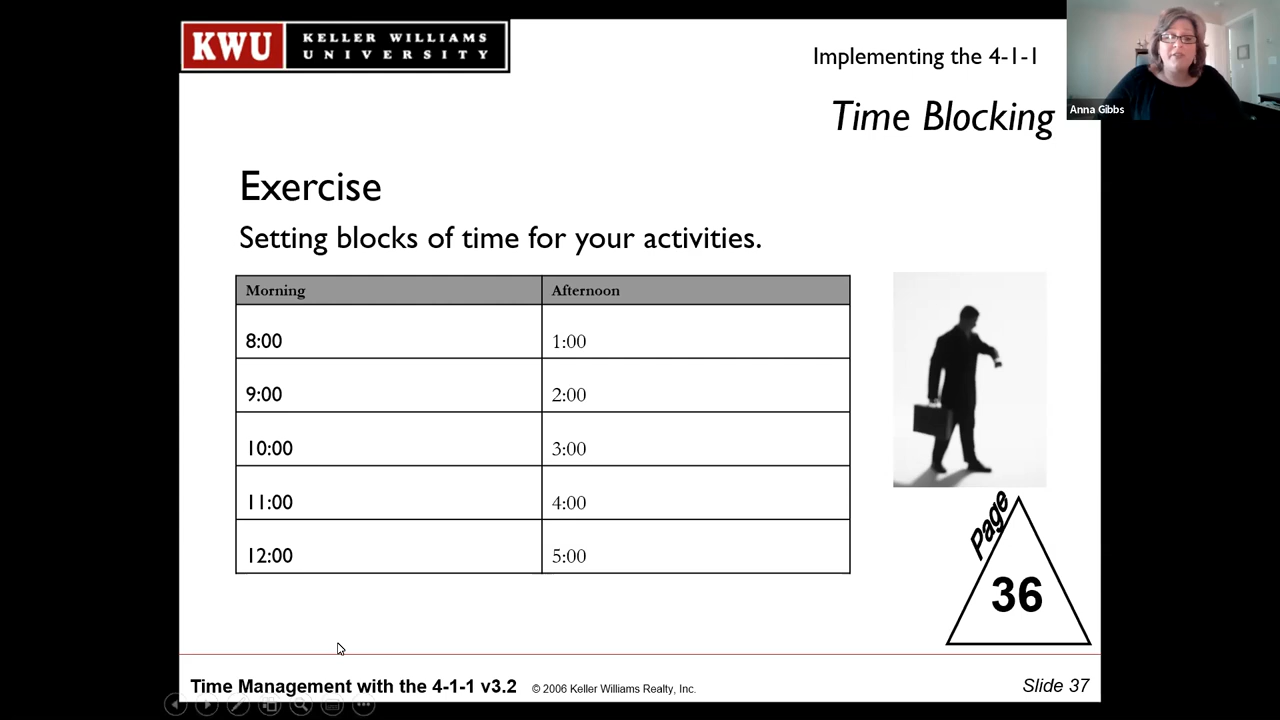 KWU KELLER WILLIAMS
UNIVERSITY
Implementing the 4-1-1
Time Blocking
Anna Gibbs
Exercise
Setting blocks of time for your activities.
Morning Afternoon
8:00 1:00
9:00 2:00
10:00 3:00
11:00 4:00
12:00 5:00
Page
36
Time Management with the 4-1-1 v3.2 © 2006 Keller Williams Realty, Inc. Slide 37